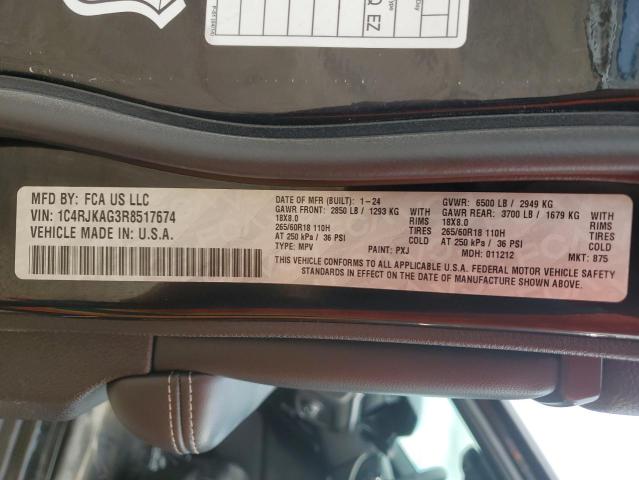 EZ
MFD BY: FCA US LLC
VIN: 1C4RJKAG3R8517674
VEHICLE MADE IN: U.S.A.
DATE OF MFR (BUILT): 1-24
GAWR FRONT: 2850 LB / 1293 KG WITH
18X8.0 RIMS
265/60R18 110H TIRES
AT 250 kPa / 36 PSI COLD
TYPE: MPV PAINT: PXJ
GVWR: 6500 LB / 2949 KG
GAWR REAR: 3700 LB / 1679 KG WITH
18X8.0 RIMS
265/60R18 110H TIRES
AT 250 kPa / 36 PSI COLD
MDH: 011212 MKT: 875
THIS VEHICLE CONFORMS TO ALL APPLICABLE U.S.A. FEDERAL MOTOR VEHICLE SAFETY
STANDARDS IN EFFECT ON THE DATE OF MANUFACTURE SHOWN ABOVE.